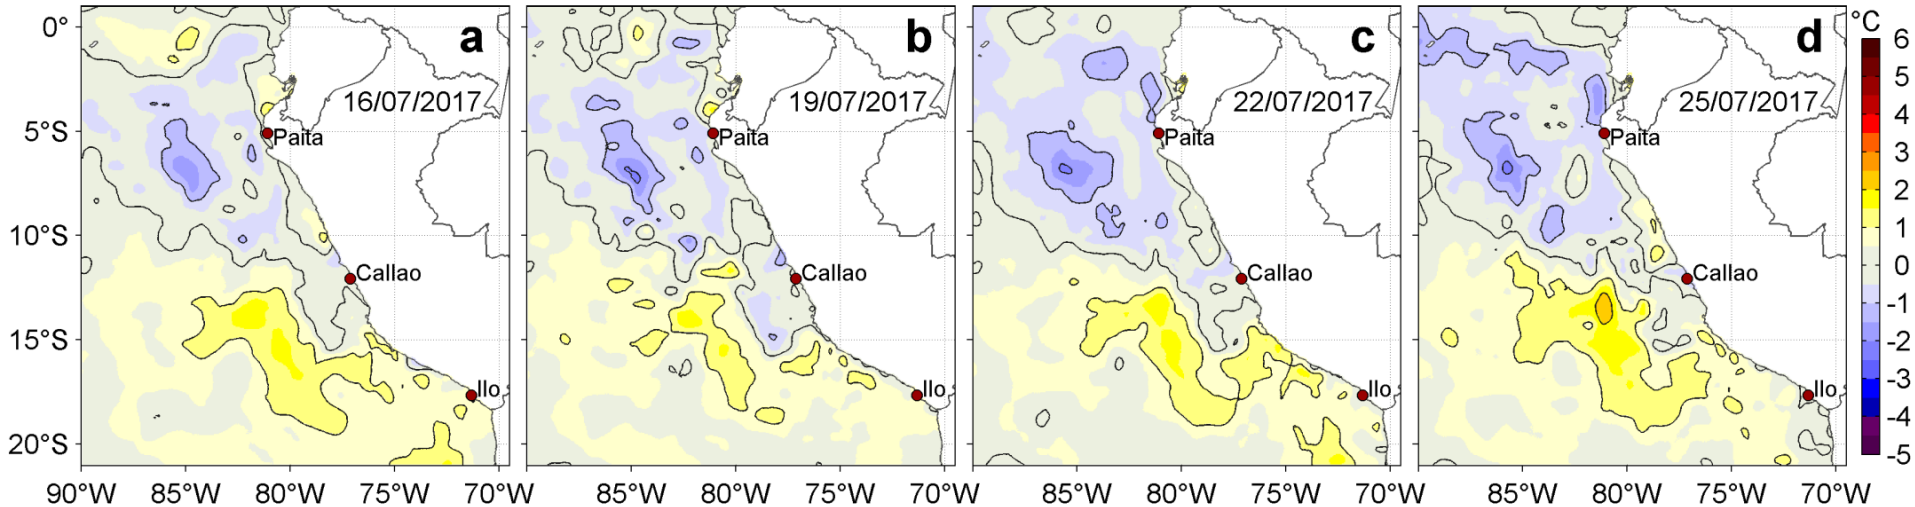 a b c d °C
16/07/2017 19/07/2017 22/07/2017 25/07/2017
Paita Paita Paita Paita
Callao Callao Callao Callao
Ilo Ilo Ilo Ilo
0°
5°S
10°S
15°S
20°S
90°W 85°W 80°W 75°W 70°W 85°W 80°W 75°W 70°W 85°W 80°W 75°W 70°W 85°W 80°W 75°W 70°W
6
5
4
3
2
1
0
-1
-2
-3
-4
-5